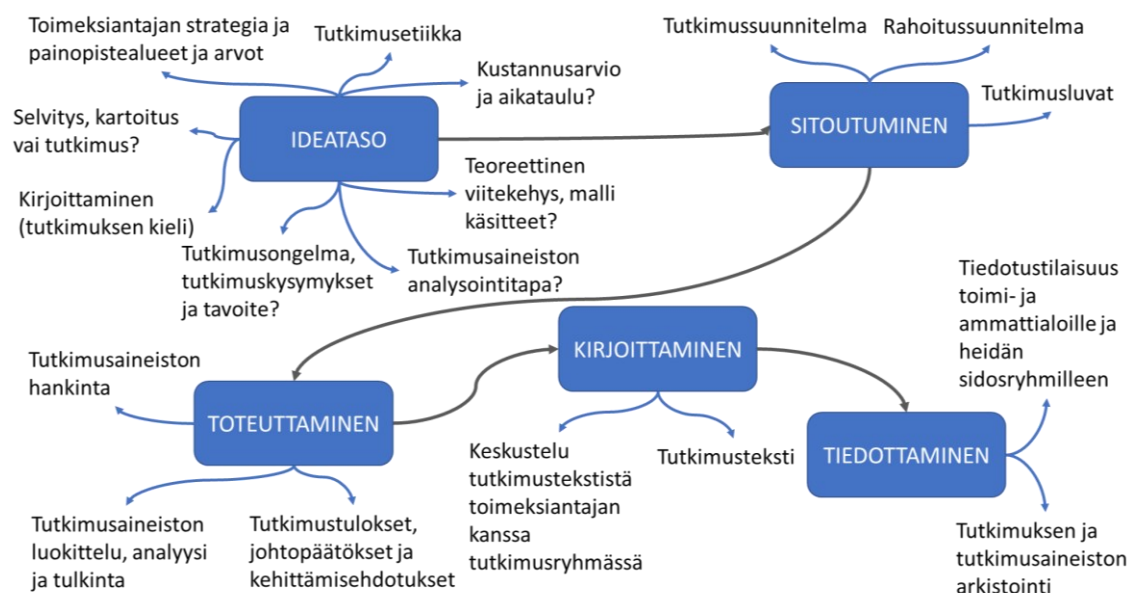 Toimeksiantajan strategia ja
painopistealueet ja arvot
Tutkimusetiikka
Kustannusarvio
ja aikataulu?
Selvitys, kartoitus
vai tutkimus?
IDEATASO
Kirjoittaminen
(tutkimuksen kieli)
Teoreettinen
viitekehys, malli
käsitteet?
Tutkimusongelma,
tutkimuskysymykset
ja tavoite?
Tutkimusaineiston
analysointitapa?
Tutkimussuunnitelma
Rahoitussuunnitelma
SITOUTUMINEN
Tutkimusluvat
Tutkimusaineiston
hankinta
TOTEUTTAMINEN
Tutkimusaineiston
luokittelu, analyysi
ja tulkinta
Tutkimustulokset,
johtopäätökset ja
kehittämisehdotukset
KIRJOITTAMINEN
Keskustelu
tutkimustekstistä
toimeksiantajan
kanssa
tutkimusryhmässä
Tutkimusteksti
Tiedotustilaisuus
toimi- ja
ammattialoille ja
heidän
sidosryhmilleen
TIEDOTTAMINEN
Tutkimuksen ja
tutkimusaineiston
arkistointi